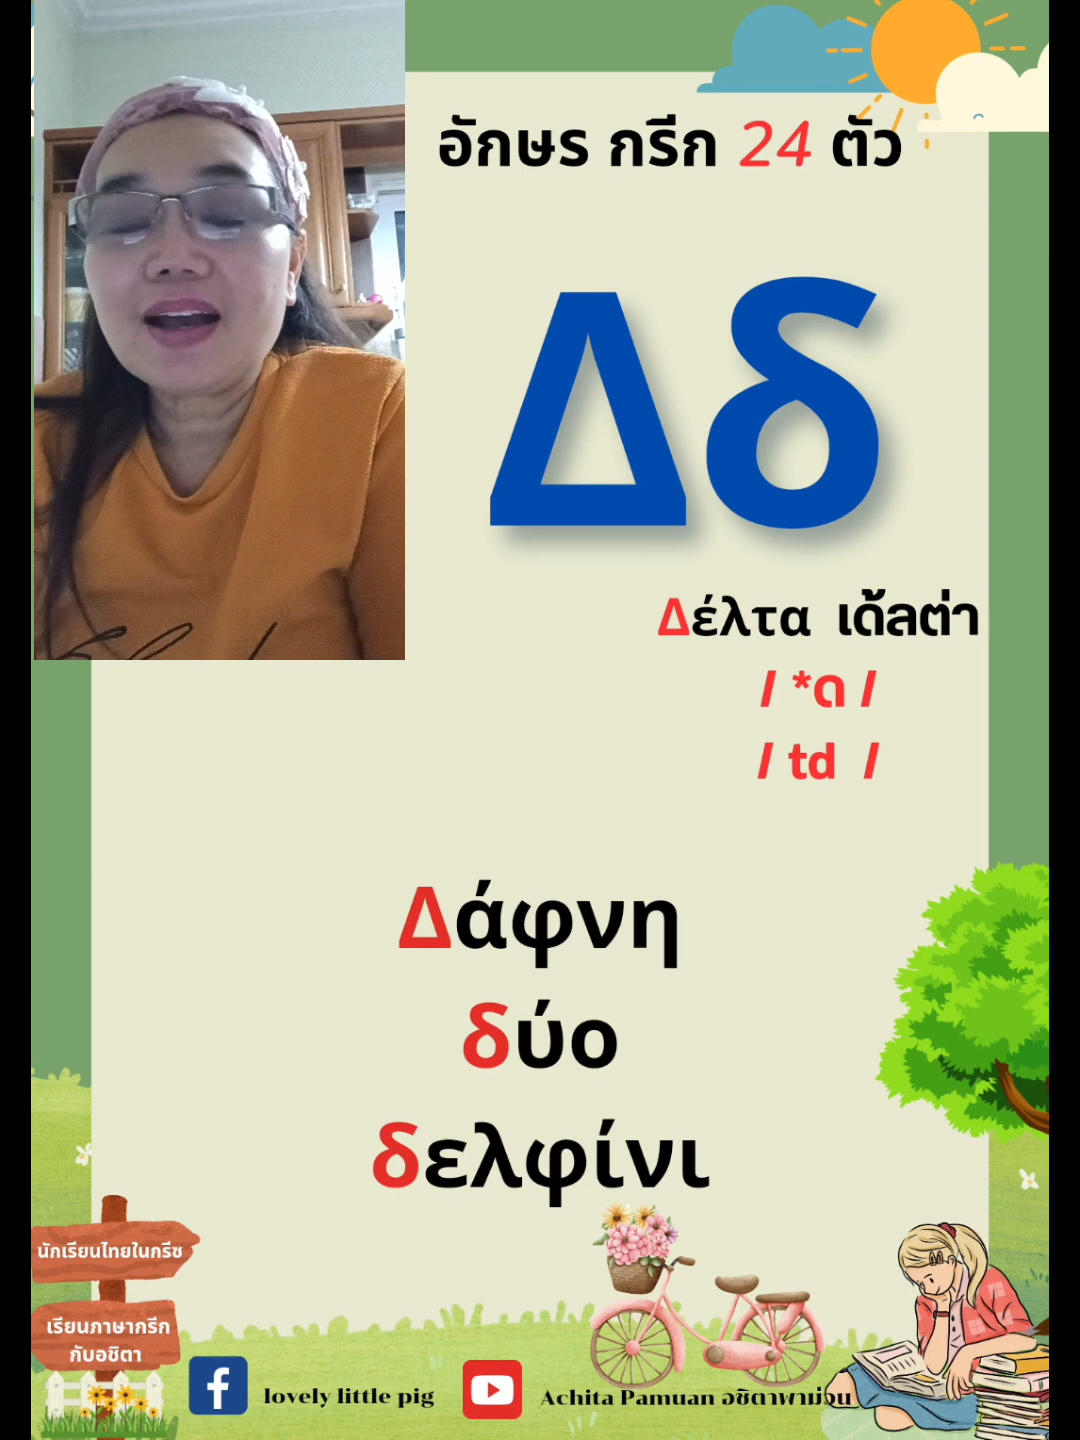 อักษร กรีก 24 ตัว
Δδ
Δέλτα เด้ลต่า
/ *ด /
/ td /
Δάφνη
δύο
δελφίνι
นักเรียนไทยในกรีซ
เรียนภาษากรีก
กับอชิตา
lovely little pig
Achita Pamuan อชิตาพาม่วน